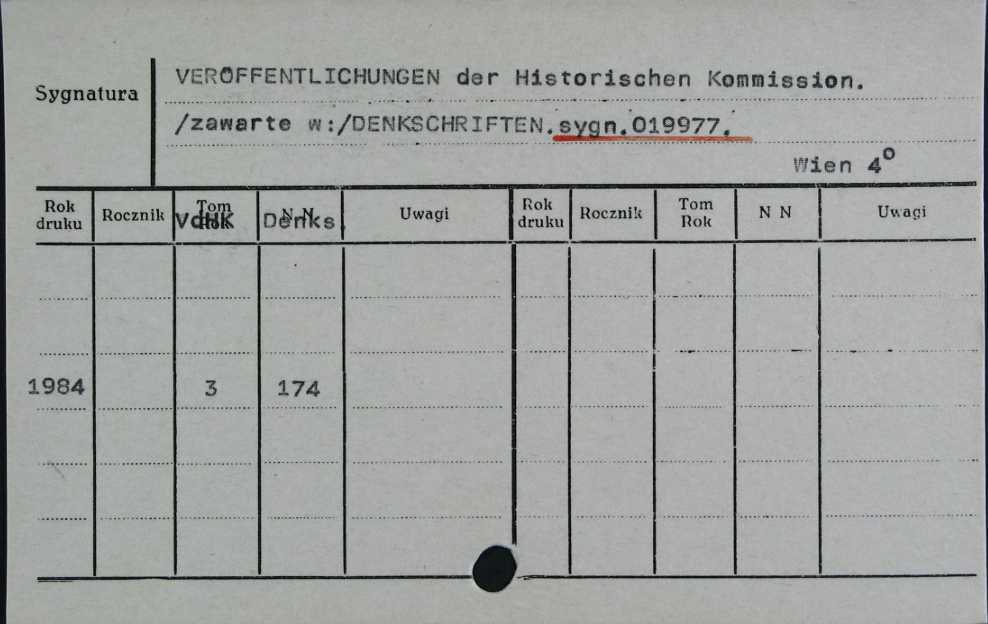 Sygnatura
VERÖFFENTLICHUNGEN der Historischen Kommission.
/zawarte w:/DENKSCHRIFTEN.sygn.019977.
Wien 4º
Rok druku Rocznik Tom Rok N N Uwagi Rok druku Rocznik Tom Rok N N Uwagi
VdHK Denks.
1984 3 174